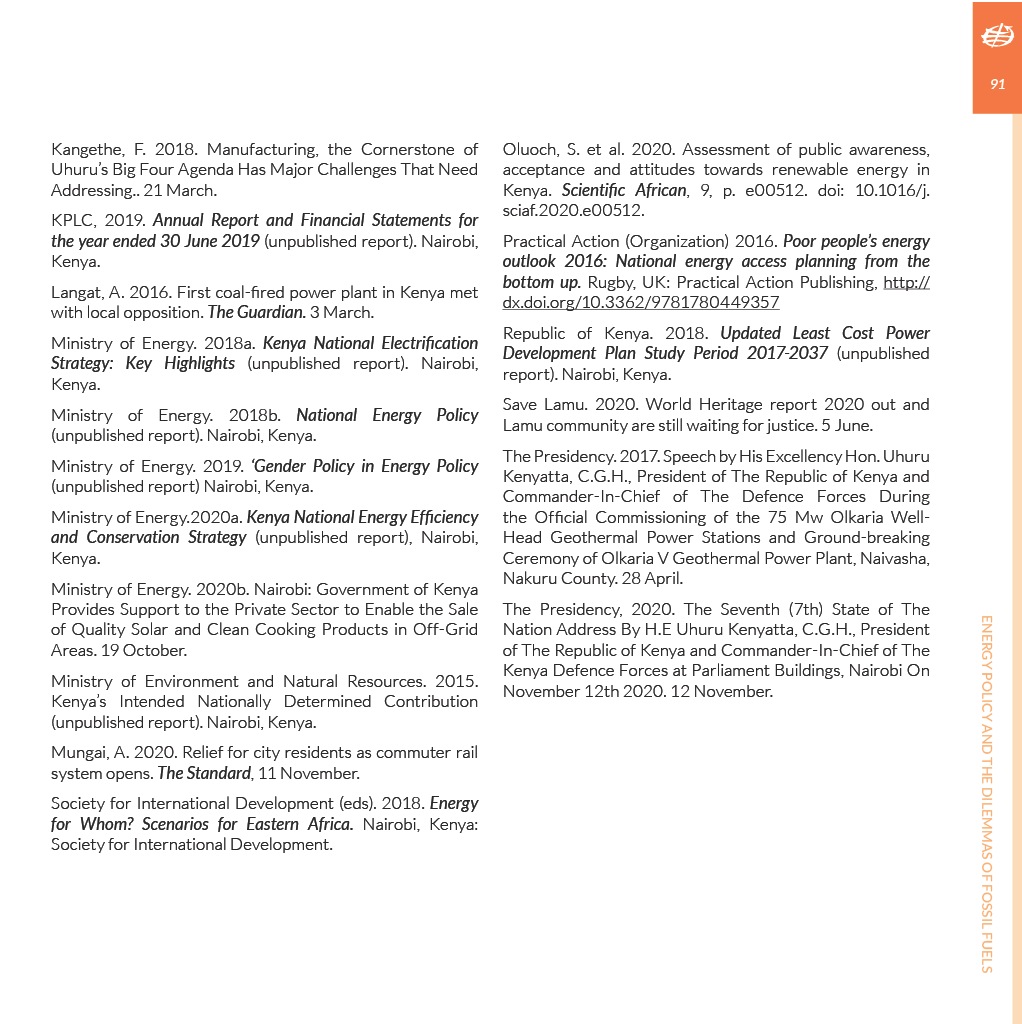 91
Kangethe, F. 2018. Manufacturing, the Cornerstone of
Uhuru’s Big Four Agenda Has Major Challenges That Need
Addressing.. 21 March.
KPLC, 2019. Annual Report and Financial Statements for
the year ended 30 June 2019 (unpublished report). Nairobi,
Kenya.
Langat, A. 2016. First coal-fired power plant in Kenya met
with local opposition. The Guardian. 3 March.
Ministry of Energy. 2018a. Kenya National Electrification
Strategy: Key Highlights (unpublished report). Nairobi,
Kenya.
Ministry of Energy. 2018b. National Energy Policy
(unpublished report). Nairobi, Kenya.
Ministry of Energy. 2019. ‘Gender Policy in Energy Policy
(unpublished report) Nairobi, Kenya.
Ministry of Energy.2020a. Kenya National Energy Efficiency
and Conservation Strategy (unpublished report), Nairobi,
Kenya.
Ministry of Energy. 2020b. Nairobi: Government of Kenya
Provides Support to the Private Sector to Enable the Sale
of Quality Solar and Clean Cooking Products in Off-Grid
Areas. 19 October.
Ministry of Environment and Natural Resources. 2015.
Kenya’s Intended Nationally Determined Contribution
(unpublished report). Nairobi, Kenya.
Mungai, A. 2020. Relief for city residents as commuter rail
system opens. The Standard, 11 November.
Society for International Development (eds). 2018. Energy
for Whom? Scenarios for Eastern Africa. Nairobi, Kenya:
Society for International Development.
Oluoch, S. et al. 2020. Assessment of public awareness,
acceptance and attitudes towards renewable energy in
Kenya. Scientific African, 9, p. e00512. doi: 10.1016/j.
sciaf.2020.e00512.
Practical Action (Organization) 2016. Poor people’s energy
outlook 2016: National energy access planning from the
bottom up. Rugby, UK: Practical Action Publishing, http://
dx.doi.org/10.3362/9781780449357
Republic of Kenya. 2018. Updated Least Cost Power
Development Plan Study Period 2017-2037 (unpublished
report). Nairobi, Kenya.
Save Lamu. 2020. World Heritage report 2020 out and
Lamu community are still waiting for justice. 5 June.
The Presidency. 2017. Speech by His Excellency Hon. Uhuru
Kenyatta, C.G.H., President of The Republic of Kenya and
Commander-In-Chief of The Defence Forces During
the Official Commissioning of the 75 Mw Olkaria Well-
Head Geothermal Power Stations and Ground-breaking
Ceremony of Olkaria V Geothermal Power Plant, Naivasha,
Nakuru County. 28 April.
The Presidency, 2020. The Seventh (7th) State of The
Nation Address By H.E Uhuru Kenyatta, C.G.H., President
of The Republic of Kenya and Commander-In-Chief of The
Kenya Defence Forces at Parliament Buildings, Nairobi On
November 12th 2020. 12 November.
ENERGY POLICY AND THE DILEMMAS OF FOSSIL FUELS